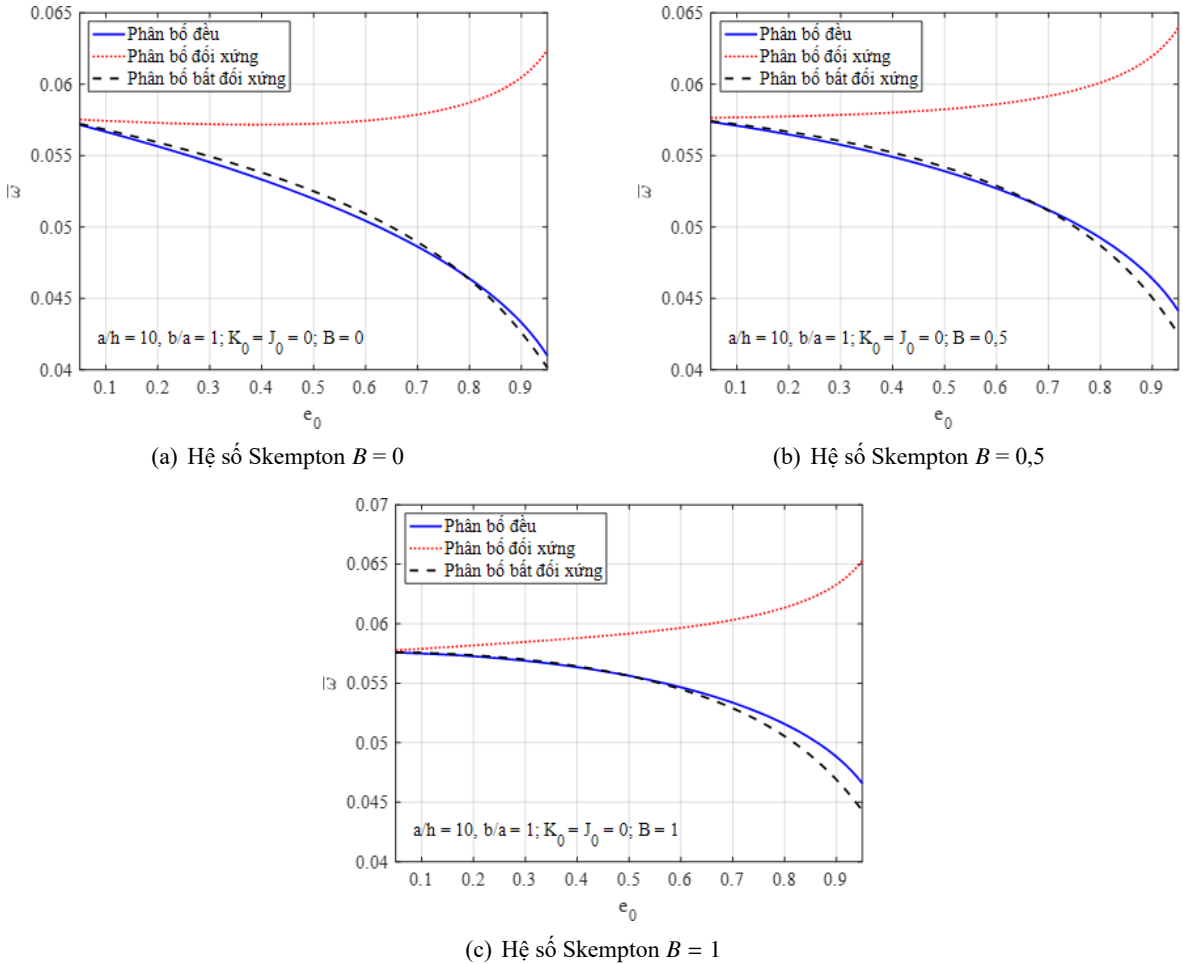 0.065
0.06
0.055
0.05
0.045
0.04
ω̅
Phân bố đều
Phân bố đối xứng
Phân bố bất đối xứng
a/h = 10, b/a = 1; K₀ = J₀ = 0; B = 0
0.1 0.2 0.3 0.4 0.5 0.6 0.7 0.8 0.9
e₀
(a) Hệ số Skempton B = 0
0.065
0.06
0.055
0.05
0.045
0.04
ω̅
Phân bố đều
Phân bố đối xứng
Phân bố bất đối xứng
a/h = 10, b/a = 1; K₀ = J₀ = 0; B = 0,5
0.1 0.2 0.3 0.4 0.5 0.6 0.7 0.8 0.9
e₀
(b) Hệ số Skempton B = 0,5
0.07
0.065
0.06
0.055
0.05
0.045
0.04
ω̅
Phân bố đều
Phân bố đối xứng
Phân bố bất đối xứng
a/h = 10, b/a = 1; K₀ = J₀ = 0; B = 1
0.1 0.2 0.3 0.4 0.5 0.6 0.7 0.8 0.9
e₀
(c) Hệ số Skempton B = 1